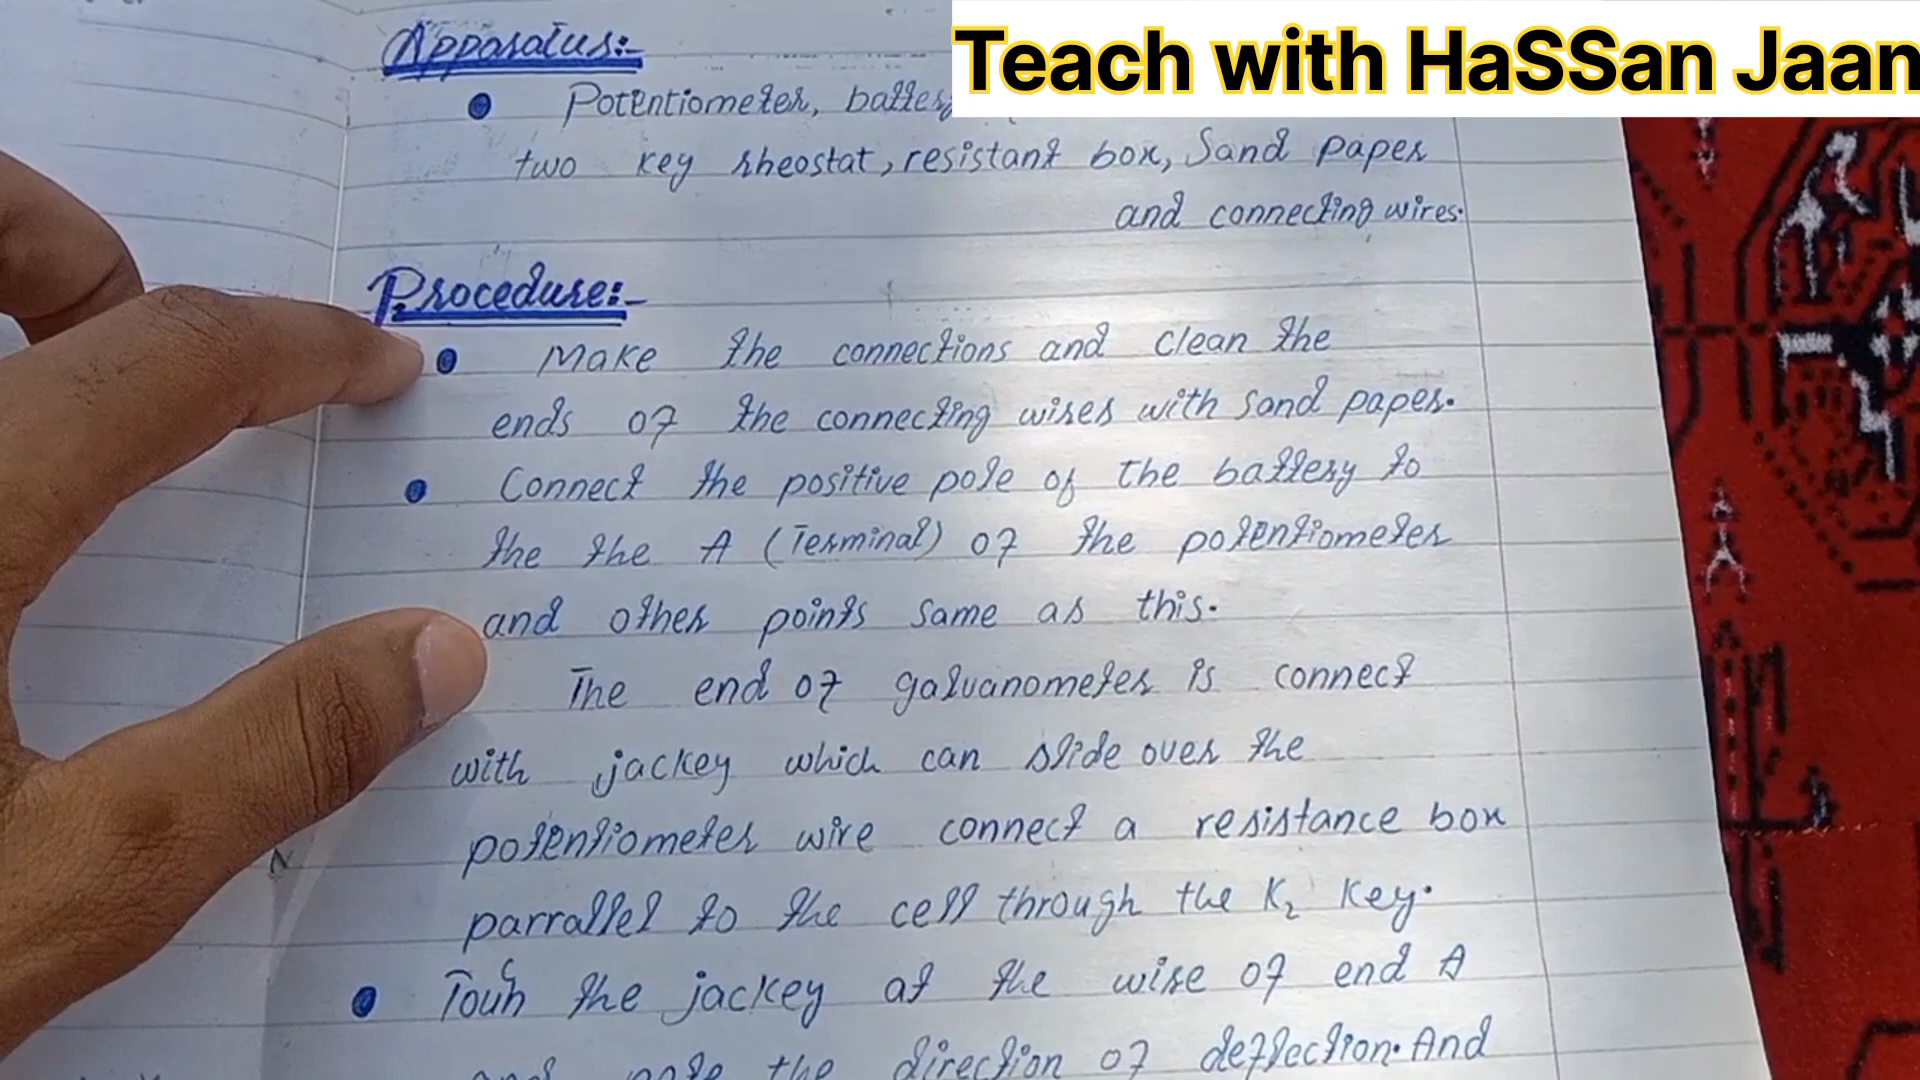 Teach with HaSSan Jaan
Apparatus:-
Potentiometer, battery
two key rheostat, resistant box, Sand paper
and connecting wires.
Procedure:-
Make the connections and clean the
ends of the connecting wires with sand paper.
Connect the positive pole of the battery to
the the A (Terminal) of the potentiometer
and other points same as this.
The end of galvanometer is connect
with jackey which can slide over the
potentiometer wire connect a resistance box
parrallel to the cell through the K₂ Key.
Touch the jackey at the wire of end A
and note the direction of deflection. And